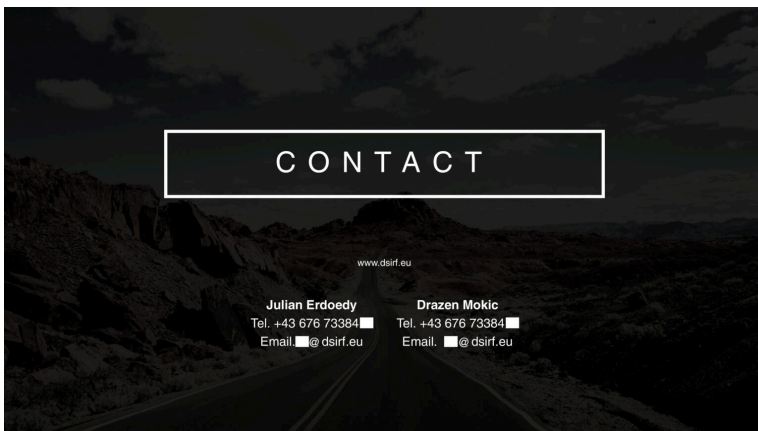 CONTACT
www.dsirf.eu
Julian Erdoedy
Tel. +43 676 73384
Email. @ dsirf.eu
Drazen Mokic
Tel. +43 676 73384
Email. @ dsirf.eu